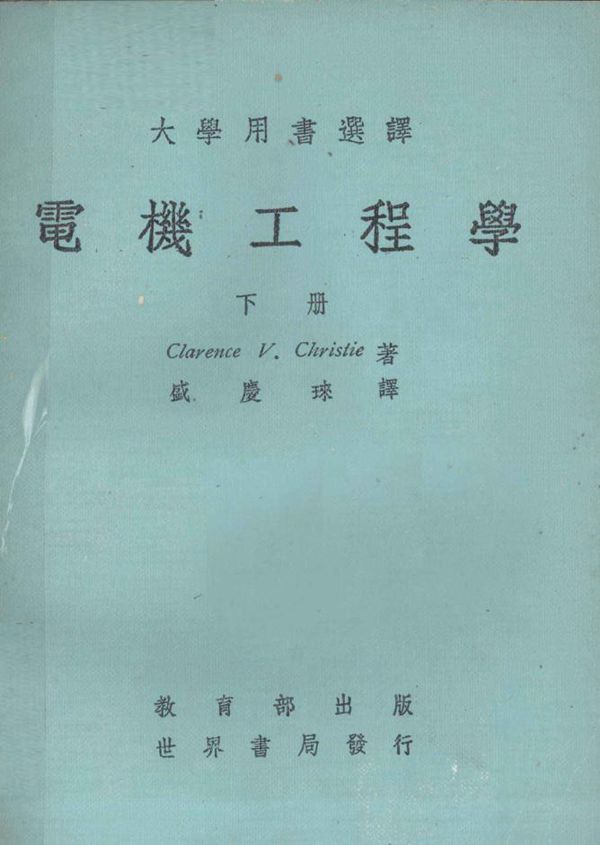 大學用書選譯
電機工程學
下册
Clarence V. Christie 著
盛慶琜譯
教育部出版
世界書局發行